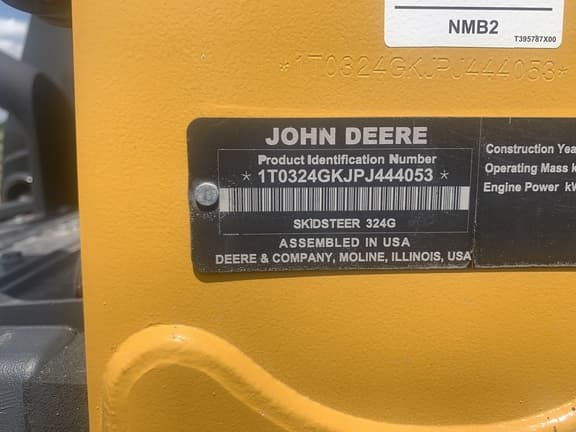 NMB2
T395787X00
*1T0324GKJPJ444053*
JOHN DEERE
Product Identification Number
* 1T0324GKJPJ444053 *
SKIDSTEER 324G
ASSEMBLED IN USA
DEERE & COMPANY, MOLINE, ILLINOIS, USA
Construction Yea
Operating Mass k
Engine Power kW